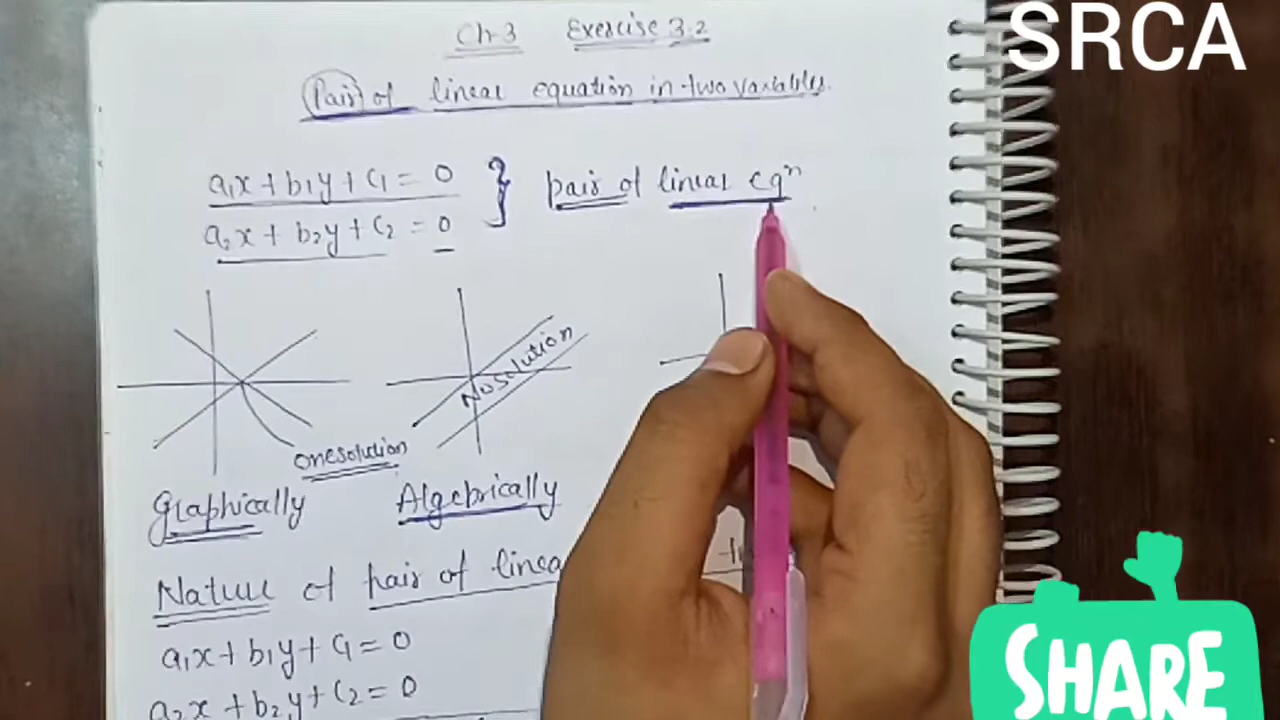 SRCA
Ch-3 Exercise 3.2
Pair of linear equation in two variables.
a₁x + b₁y + c₁ = 0 } pair of linear eqⁿ
a₂x + b₂y + c₂ = 0
No solution
one solution
Graphically Algebrically
Nature of pair of linea
a₁x + b₁y + c₁ = 0
a₂x + b₂y + c₂ = 0
SHARE